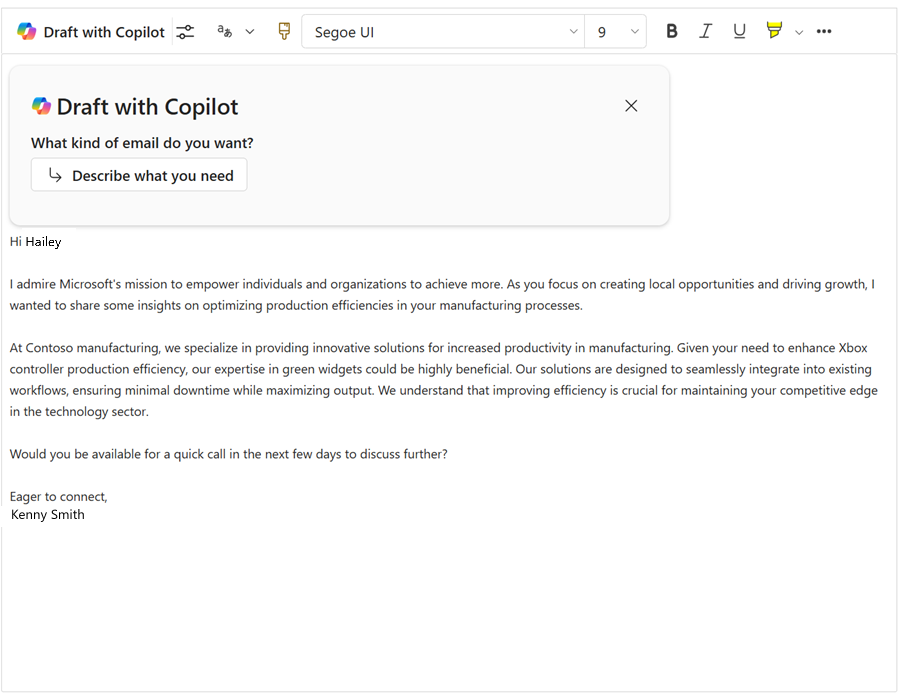 Draft with Copilot
Segoe UI
9
B I U
Draft with Copilot
What kind of email do you want?
Describe what you need
Hi Hailey
I admire Microsoft's mission to empower individuals and organizations to achieve more. As you focus on creating local opportunities and driving growth, I
wanted to share some insights on optimizing production efficiencies in your manufacturing processes.
At Contoso manufacturing, we specialize in providing innovative solutions for increased productivity in manufacturing. Given your need to enhance Xbox
controller production efficiency, our expertise in green widgets could be highly beneficial. Our solutions are designed to seamlessly integrate into existing
workflows, ensuring minimal downtime while maximizing output. We understand that improving efficiency is crucial for maintaining your competitive edge
in the technology sector.
Would you be available for a quick call in the next few days to discuss further?
Eager to connect,
Kenny Smith